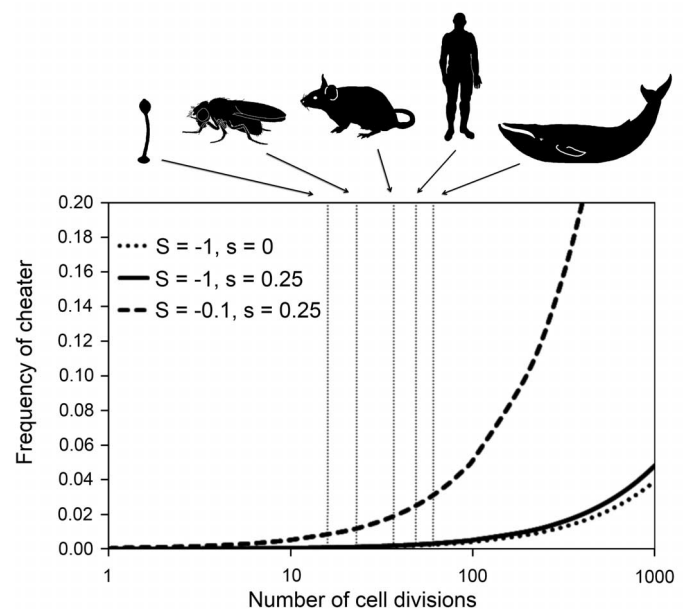 0.20
0.18
0.16
0.14
0.12
0.10
0.08
0.06
0.04
0.02
0.00
Frequency of cheater
S = -1, s = 0
S = -1, s = 0.25
S = -0.1, s = 0.25
1 10 100 1000
Number of cell divisions